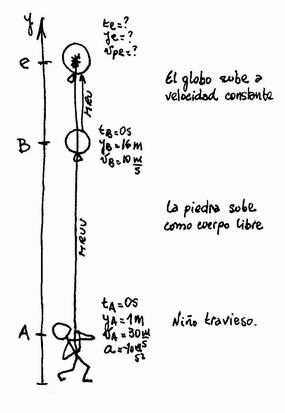 y
te=?
ye=?
vpe=?
e
El globo sube a
velocidad constante
MRU
B
tB=0s
yB=16m
vB=10 m/s
La piedra sube
como cuerpo libre
MRUV
A
tA=0s
yA=1m
vA=30 m/s
a=-10 m/s²
Niño travieso.